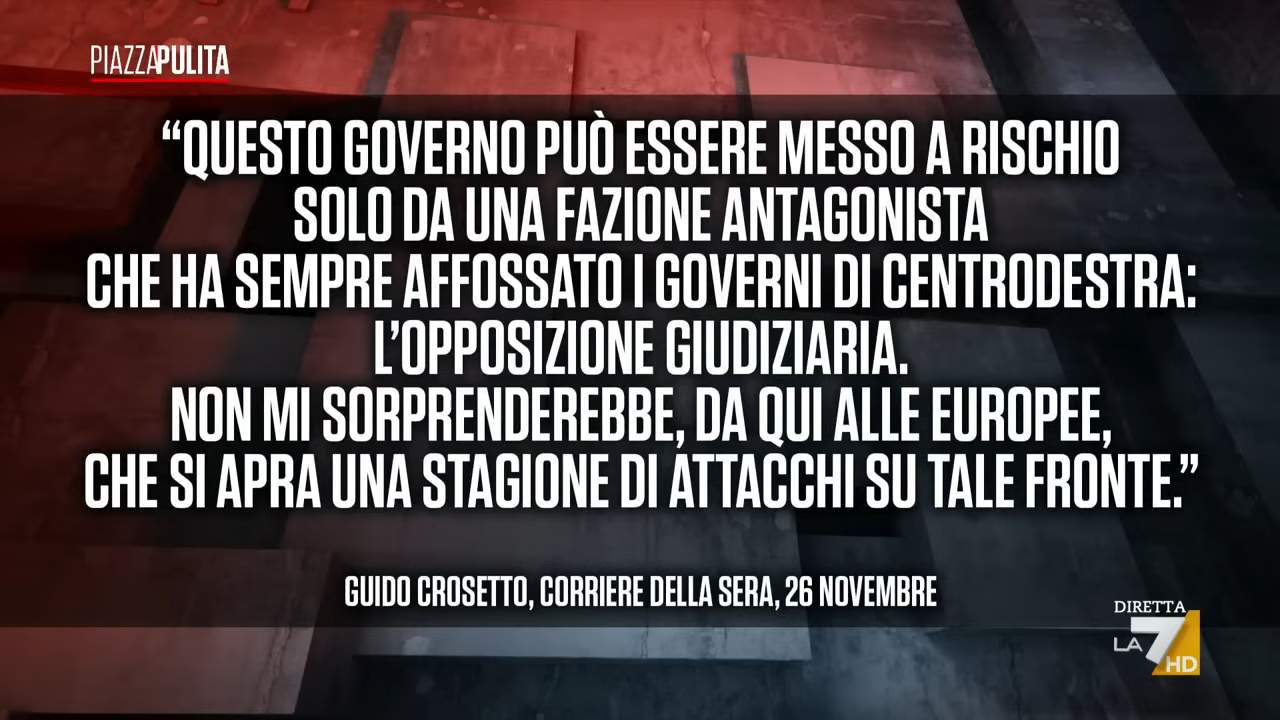 PIAZZAPULITA
“QUESTO GOVERNO PUÒ ESSERE MESSO A RISCHIO
SOLO DA UNA FAZIONE ANTAGONISTA
CHE HA SEMPRE AFFOSSATO I GOVERNI DI CENTRODESTRA:
L’OPPOSIZIONE GIUDIZIARIA.
NON MI SORPRENDEREBBE, DA QUI ALLE EUROPEE,
CHE SI APRA UNA STAGIONE DI ATTACCHI SU TALE FRONTE.”
GUIDO CROSETTO, CORRIERE DELLA SERA, 26 NOVEMBRE
DIRETTA
LA 7 HD